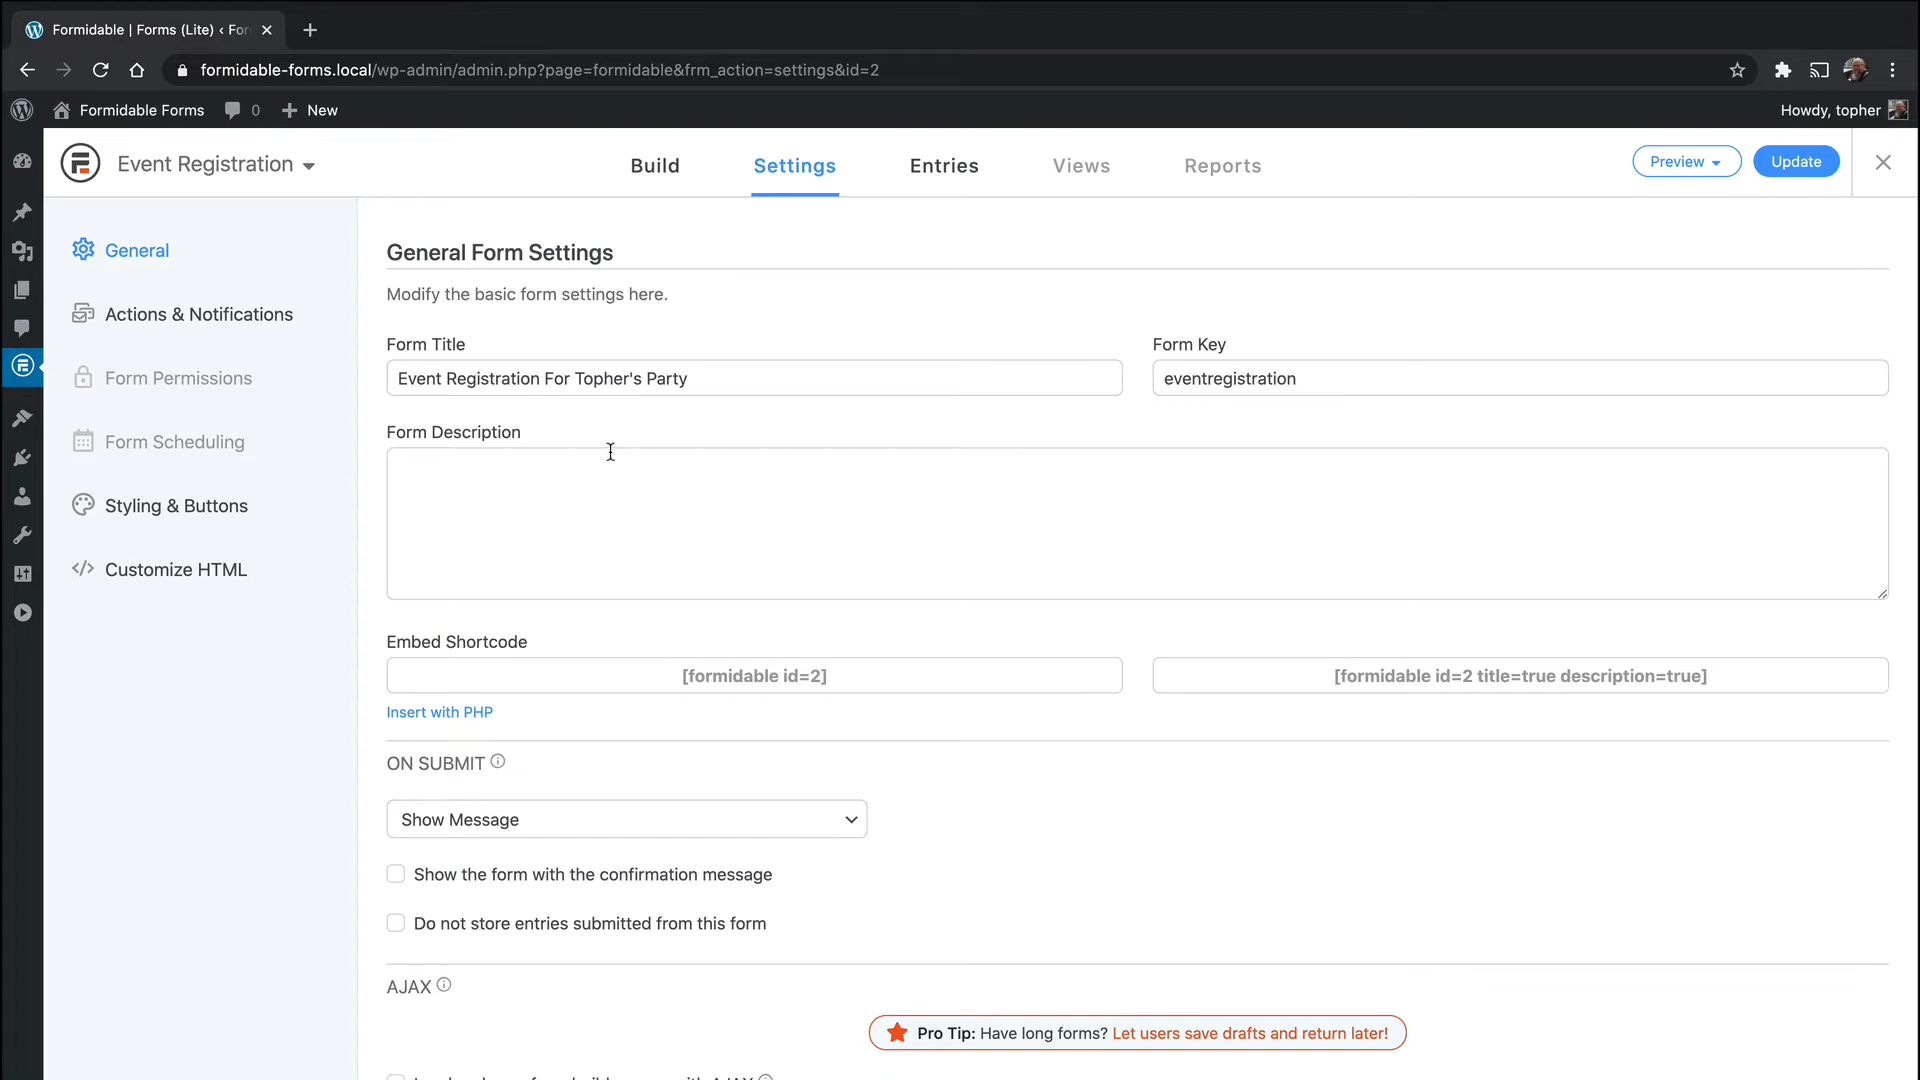 Formidable | Forms (Lite) ‹ For
formidable-forms.local/wp-admin/admin.php?page=formidable&frm_action=settings&id=2
Formidable Forms 0 New Howdy, topher
Event Registration Build Settings Entries Views Reports Preview Update
General
Actions & Notifications
Form Permissions
Form Scheduling
Styling & Buttons
Customize HTML
General Form Settings
Modify the basic form settings here.
Form Title Form Key
Event Registration For Topher's Party eventregistration
Form Description
Embed Shortcode
[formidable id=2] [formidable id=2 title=true description=true]
Insert with PHP
ON SUBMIT
Show Message
Show the form with the confirmation message
Do not store entries submitted from this form
AJAX
Pro Tip: Have long forms? Let users save drafts and return later!